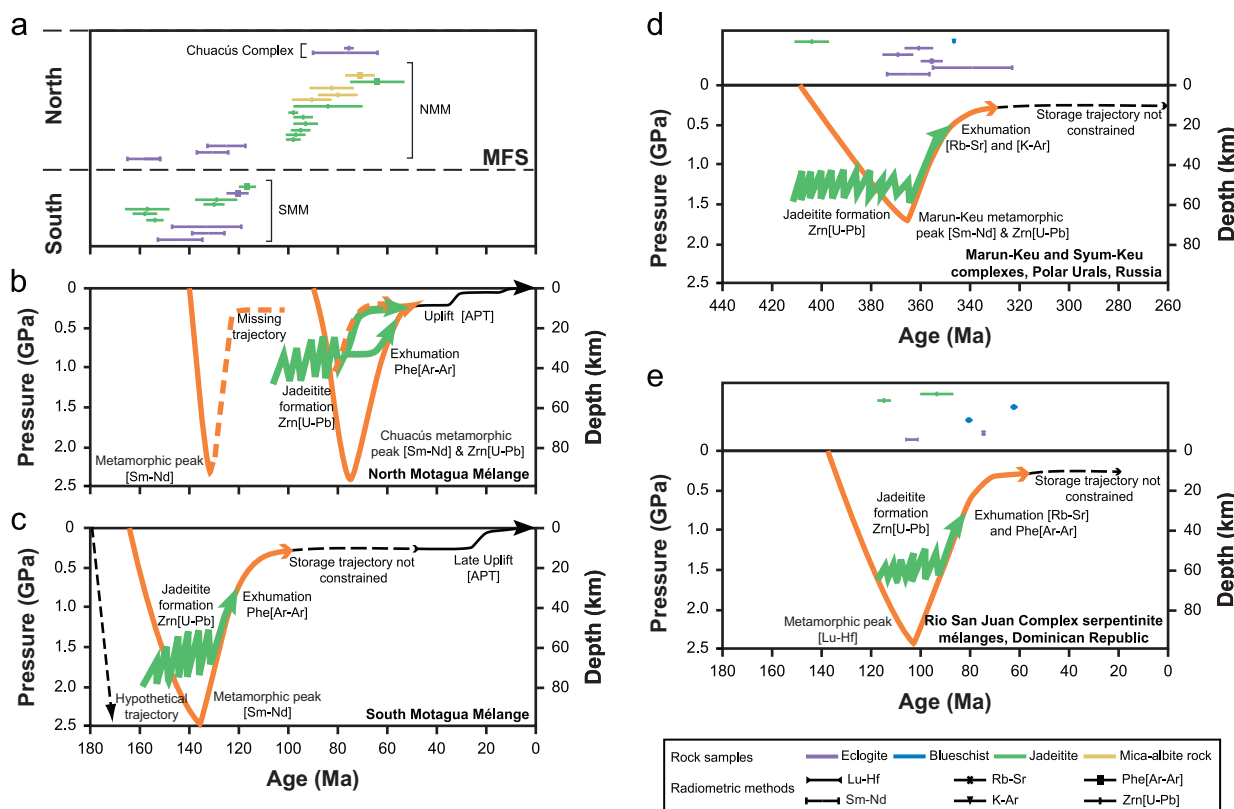 a
North
South
Chuacús Complex
NMM
MFS
SMM
b
Pressure (GPa)
0
0.5
1.0
1.5
2.0
2.5
Missing
trajectory
Metamorphic peak
[Sm-Nd]
Jadeitite
formation
Zrn[U-Pb]
Uplift [APT]
Exhumation
Phe[Ar-Ar]
Chuacús metamorphic
peak [Sm-Nd] & Zrn[U-Pb]
North Motagua Mélange
0
20
40
60
80
Depth (km)
c
Pressure (GPa)
0
0.5
1.0
1.5
2.0
2.5
Hypothetical
trajectory
Jadeitite
formation
Zrn[U-Pb]
Storage trajectory not
constrained
Exhumation
Phe[Ar-Ar]
Late Uplift
[APT]
Metamorphic peak
[Sm-Nd]
South Motagua Mélange
0
20
40
60
80
Depth (km)
180 160 140 120 100 80 60 40 20 0
Age (Ma)
d
Pressure (GPa)
0
0.5
1.0
1.5
2.0
2.5
Storage trajectory not
constrained
Exhumation
[Rb-Sr] and [K-Ar]
Jadeitite formation
Zrn[U-Pb]
Marun-Keu metamorphic
peak [Sm-Nd] & Zrn[U-Pb]
Marun-Keu and Syum-Keu
complexes, Polar Urals, Russia
0
20
40
60
80
Depth (km)
440 420 400 380 360 340 320 300 280 260
Age (Ma)
e
Pressure (GPa)
0
0.5
1.0
1.5
2.0
2.5
Jadeitite
formation
Zrn[U-Pb]
Storage trajectory not
constrained
Exhumation [Rb-Sr]
and Phe[Ar-Ar]
Metamorphic peak
[Lu-Hf]
Rio San Juan Complex serpentinite
mélanges, Dominican Republic
0
20
40
60
80
Depth (km)
180 160 140 120 100 80 60 40 20 0
Age (Ma)
Rock samples Eclogite Blueschist Jadeitite Mica-albite rock
Radiometric methods Lu-Hf Rb-Sr Phe[Ar-Ar]
Sm-Nd K-Ar Zrn[U-Pb]